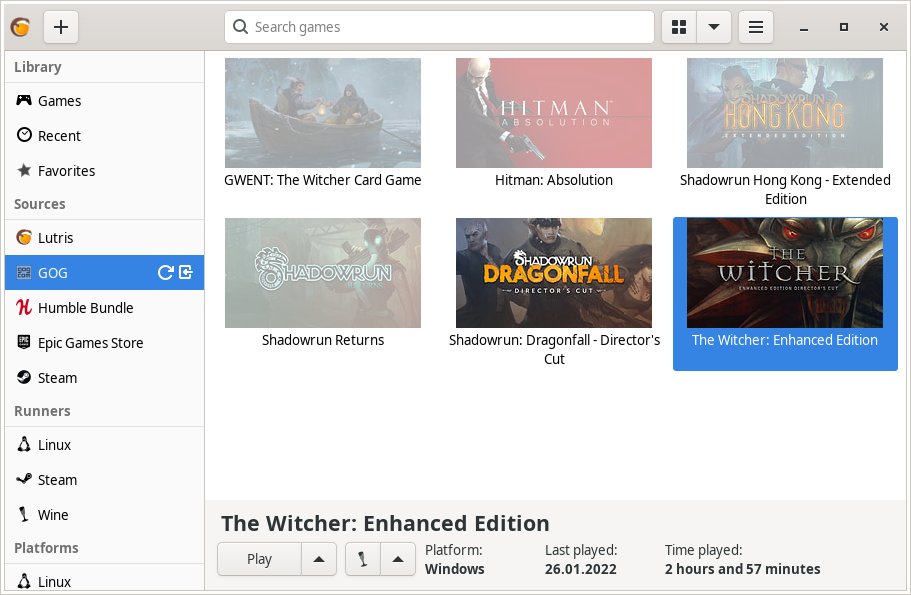 Search games
Library
Games
Recent
Favorites
Sources
Lutris
GOG
Humble Bundle
Epic Games Store
Steam
Runners
Linux
Steam
Wine
Platforms
Linux
GWENT: The Witcher Card Game
HITMAN
ABSOLUTION
Hitman: Absolution
SHADOWRUN
HONG KONG
EXTENDED EDITION
Shadowrun Hong Kong - Extended
Edition
SHADOWRUN
RETURNS
Shadowrun Returns
SHADOWRUN
DRAGONFALL
DIRECTOR'S CUT
Shadowrun: Dragonfall - Director's
Cut
THE
WITCHER
ENHANCED EDITION DIRECTOR'S CUT
The Witcher: Enhanced Edition
The Witcher: Enhanced Edition
Play
Platform:
Windows
Last played:
26.01.2022
Time played:
2 hours and 57 minutes